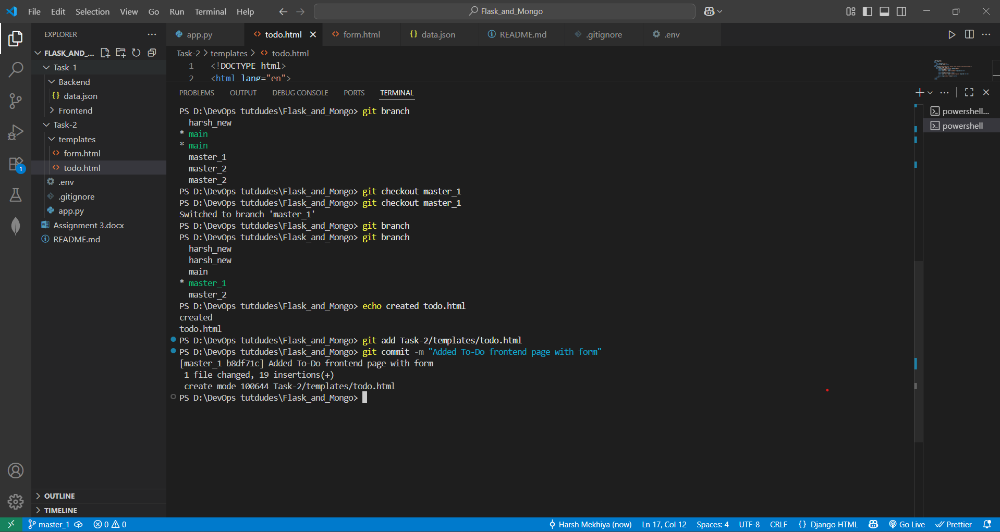 File Edit Selection View Go Run Terminal Help Flask_and_Mongo
EXPLORER
FLASK_AND_...
Task-1
Backend
data.json
Frontend
Task-2
templates
form.html
todo.html
.env
.gitignore
app.py
Assignment 3.docx
README.md
OUTLINE
TIMELINE
1
app.py todo.html form.html data.json README.md .gitignore .env
Task-2 > templates > todo.html
1 <!DOCTYPE html>
2 <html lang="en">
PROBLEMS OUTPUT DEBUG CONSOLE PORTS TERMINAL
PS D:\DevOps tutdudes\Flask_and_Mongo> git branch
harsh_new
* main
* main
master_1
master_2
master_2
PS D:\DevOps tutdudes\Flask_and_Mongo> git checkout master_1
PS D:\DevOps tutdudes\Flask_and_Mongo> git checkout master_1
Switched to branch 'master_1'
PS D:\DevOps tutdudes\Flask_and_Mongo> git branch
PS D:\DevOps tutdudes\Flask_and_Mongo> git branch
harsh_new
harsh_new
main
* master_1
master_2
PS D:\DevOps tutdudes\Flask_and_Mongo> echo created todo.html
created
todo.html
PS D:\DevOps tutdudes\Flask_and_Mongo> git add Task-2/templates/todo.html
PS D:\DevOps tutdudes\Flask_and_Mongo> git commit -m "Added To-Do frontend page with form"
[master_1 b8df71c] Added To-Do frontend page with form
1 file changed, 19 insertions(+)
create mode 100644 Task-2/templates/todo.html
PS D:\DevOps tutdudes\Flask_and_Mongo>
powershell...
powershell
master_1 0 0 Harsh Mekhiya (now) Ln 17, Col 12 Spaces: 4 UTF-8 CRLF {} Django HTML Go Live Prettier